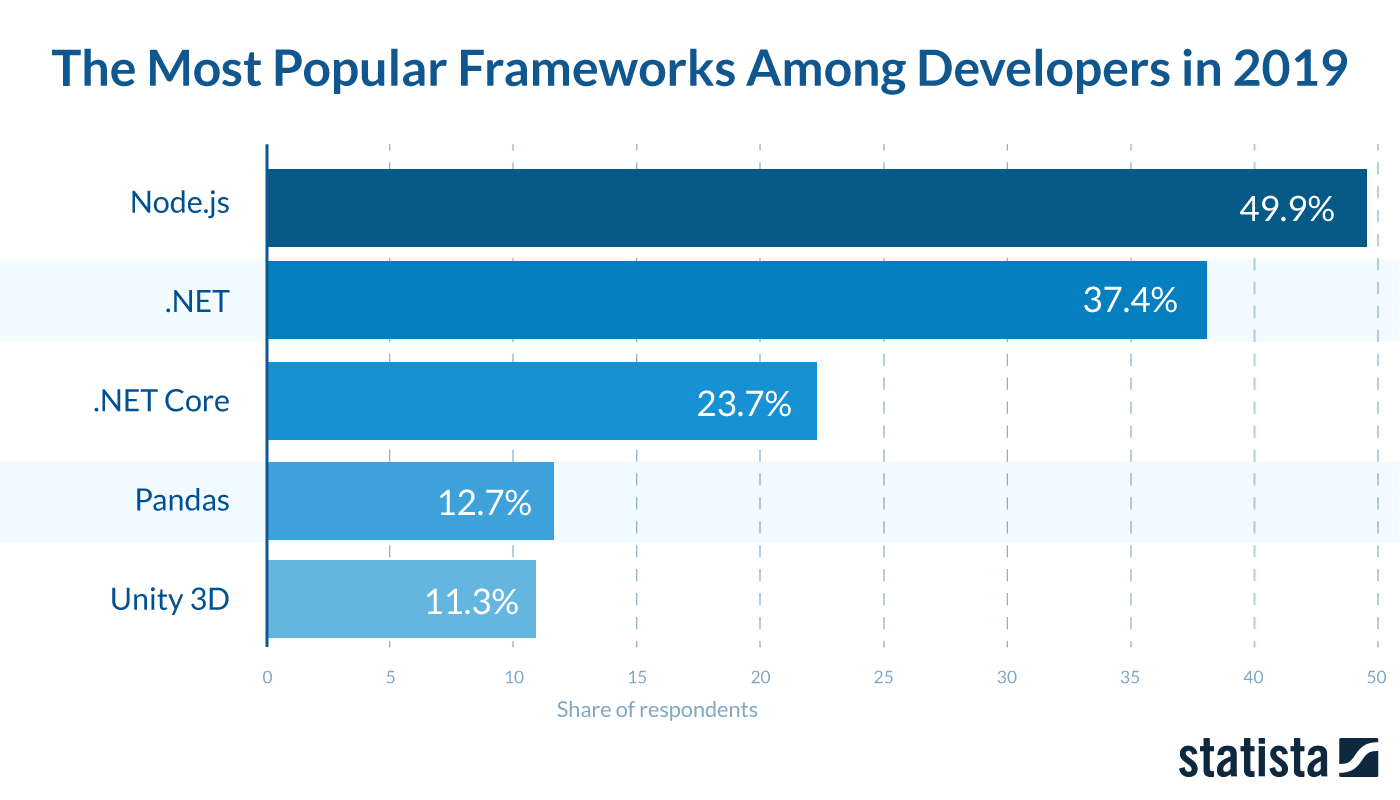 The Most Popular Frameworks Among Developers in 2019
Node.js
49.9%
.NET
37.4%
.NET Core
23.7%
Pandas
12.7%
Unity 3D
11.3%
0 5 10 15 20 25 30 35 40 50
Share of respondents
statista